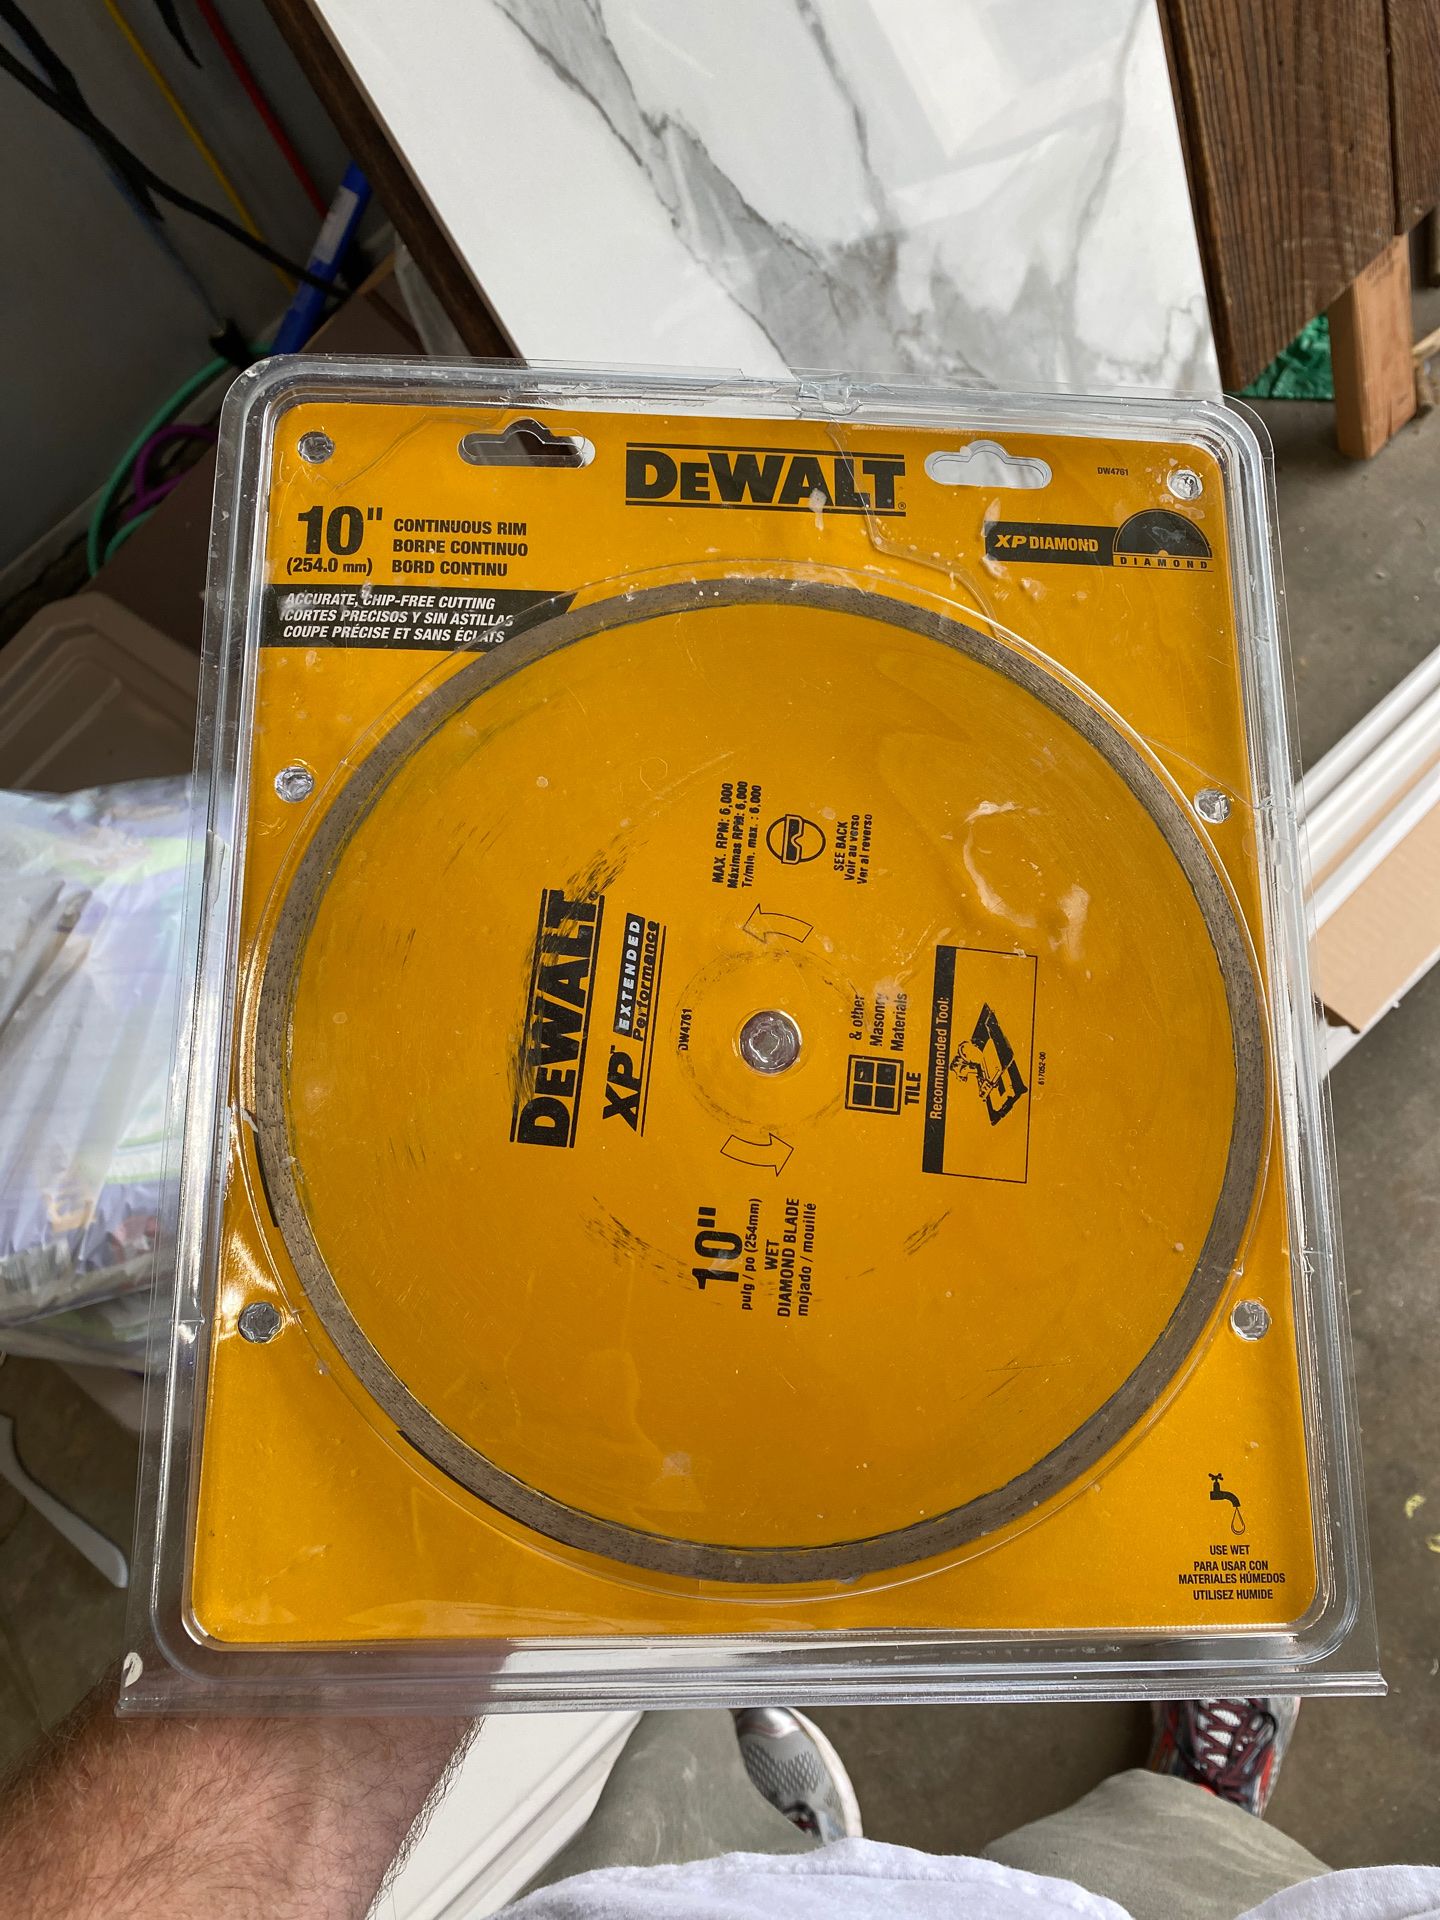 DEWALT®
DW4761
10" CONTINUOUS RIM
BORDE CONTINUO
(254.0 mm) BORD CONTINU
XP DIAMOND
DIAMOND
ACCURATE, CHIP-FREE CUTTING
CORTES PRECISOS Y SIN ASTILLAS
COUPE PRÉCISE ET SANS ÉCLATS
DEWALT®
XP™ EXTENDED
Performance
DW4761
MAX. RPM: 6,000
Máximas RPM: 6,000
Tr/min. max. : 6,000
SEE BACK
Voir au verso
Ver al reverso
TILE
& other
Masonry
Materials
Recommended Tool:
617052-00
10"
pulg / po (254mm)
WET
DIAMOND BLADE
mojado / mouillé
USE WET
PARA USAR CON
MATERIALES HÚMEDOS
UTILISEZ HUMIDE